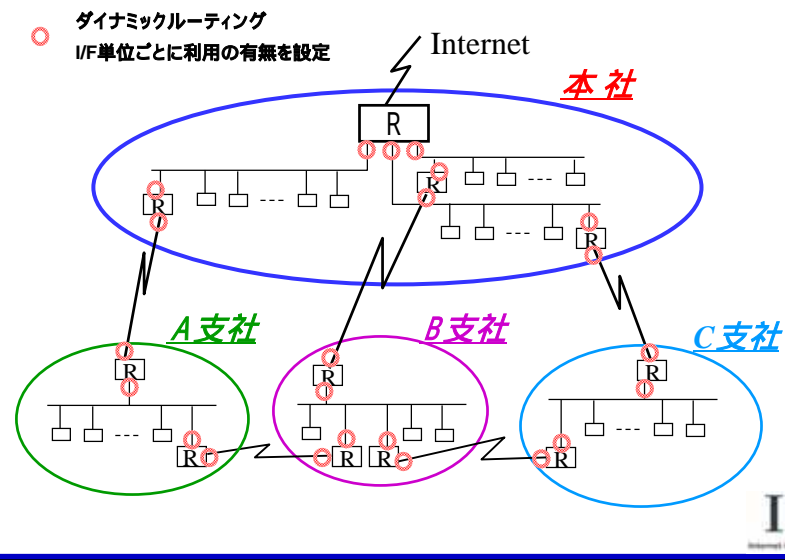 ダイナミックルーティング
I/F単位ごとに利用の有無を設定
Internet
本 社
R
R
R
---
---
---
R
A支社
B支社
C支社
R
R
R
---
---
R
R
R
R
I